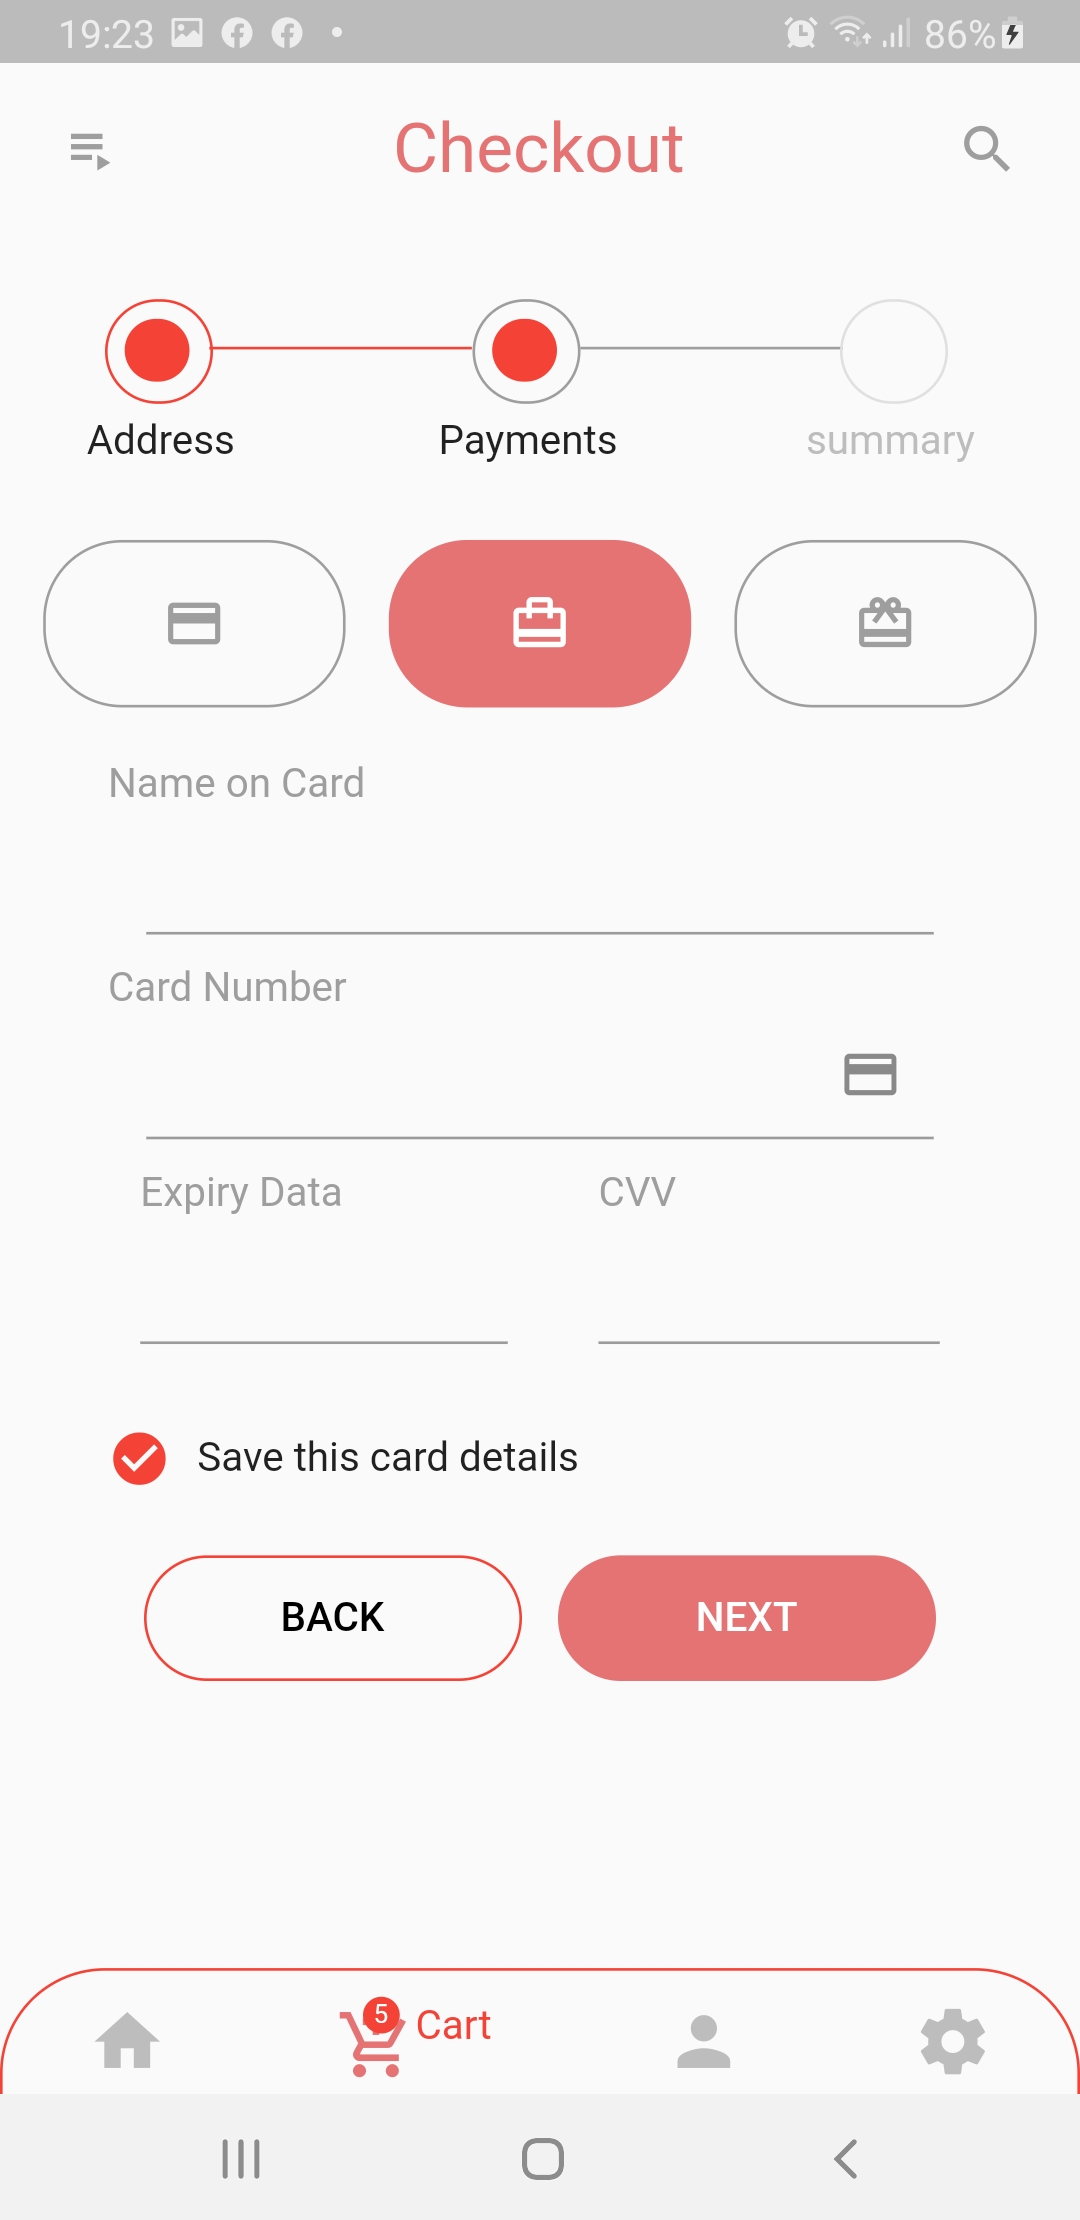 19:23 86%
Checkout
Address Payments summary
Name on Card
Card Number
Expiry Data CVV
Save this card details
BACK NEXT
5 Cart